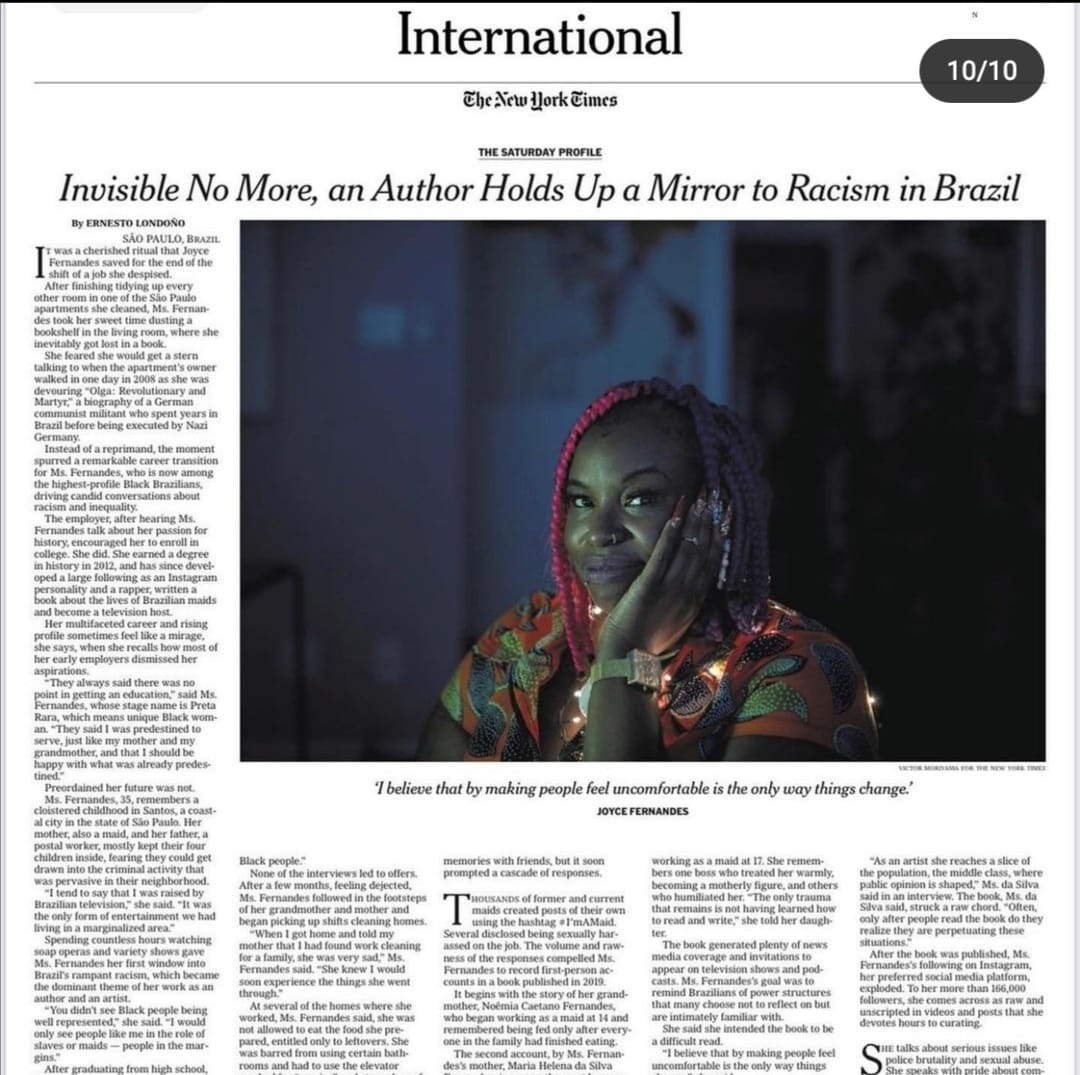 International
N
10/10
The New York Times
THE SATURDAY PROFILE
Invisible No More, an Author Holds Up a Mirror to Racism in Brazil
By ERNESTO LONDOÑO
SÃO PAULO, BRAZIL
IT was a cherished ritual that Joyce
Fernandes saved for the end of the
shift of a job she despised.
After finishing tidying up every
other room in one of the São Paulo
apartments she cleaned, Ms. Fernan-
des took her sweet time dusting a
bookshelf in the living room, where she
inevitably got lost in a book.
She feared she would get a stern
talking to when the apartment's owner
walked in one day in 2008 as she was
devouring "Olga: Revolutionary and
Martyr," a biography of a German
communist militant who spent years in
Brazil before being executed by Nazi
Germany.
Instead of a reprimand, the moment
spurred a remarkable career transition
for Ms. Fernandes, who is now among
the highest-profile Black Brazilians,
driving candid conversations about
racism and inequality.
The employer, after hearing Ms.
Fernandes talk about her passion for
history, encouraged her to enroll in
college. She did. She earned a degree
in history in 2012, and has since devel-
oped a large following as an Instagram
personality and a rapper, written a
book about the lives of Brazilian maids
and become a television host.
Her multifaceted career and rising
profile sometimes feel like a mirage,
she says, when she recalls how most of
her early employers dismissed her
aspirations.
"They always said there was no
point in getting an education," said Ms.
Fernandes, whose stage name is Preta
Rara, which means unique Black wom-
an. "They said I was predestined to
serve, just like my mother and my
grandmother, and that I should be
happy with what was already predes-
tined."
Preordained her future was not.
Ms. Fernandes, 35, remembers a
cloistered childhood in Santos, a coast-
al city in the state of São Paulo. Her
mother, also a maid, and her father, a
postal worker, mostly kept their four
children inside, fearing they could get
drawn into the criminal activity that
was pervasive in their neighborhood.
"I tend to say that I was raised by
Brazilian television," she said. "It was
the only form of entertainment we had
living in a marginalized area."
Spending countless hours watching
soap operas and variety shows gave
Ms. Fernandes her first window into
Brazil's rampant racism, which became
the dominant theme of her work as an
author and an artist.
"You didn't see Black people being
well represented," she said. "I would
only see people like me in the role of
slaves or maids — people in the mar-
gins."
After graduating from high school,
VICTOR MORIYAMA FOR THE NEW YORK TIMES
'I believe that by making people feel uncomfortable is the only way things change.'
JOYCE FERNANDES
Black people."
None of the interviews led to offers.
After a few months, feeling dejected,
Ms. Fernandes followed in the footsteps
of her grandmother and mother and
began picking up shifts cleaning homes.
"When I got home and told my
mother that I had found work cleaning
for a family, she was very sad," Ms.
Fernandes said. "She knew I would
soon experience the things she went
through."
At several of the homes where she
worked, Ms. Fernandes said, she was
not allowed to eat the food she pre-
pared, entitled only to leftovers. She
was barred from using certain bath-
rooms and had to use the elevator
memories with friends, but it soon
prompted a cascade of responses.
THOUSANDS of former and current
maids created posts of their own
using the hashtag #I'mAMaid.
Several disclosed being sexually har-
assed on the job. The volume and raw-
ness of the responses compelled Ms.
Fernandes to record first-person ac-
counts in a book published in 2019.
It begins with the story of her grand-
mother, Noêmia Caetano Fernandes,
who began working as a maid at 14 and
remembered being fed only after every-
one in the family had finished eating.
The second account, by Ms. Fernan-
des's mother, Maria Helena da Silva
working as a maid at 17. She remem-
bers one boss who treated her warmly,
becoming a motherly figure, and others
who humiliated her. "The only trauma
that remains is not having learned how
to read and write," she told her daugh-
ter.
The book generated plenty of news
media coverage and invitations to
appear on television shows and pod-
casts. Ms. Fernandes's goal was to
remind Brazilians of power structures
that many choose not to reflect on but
are intimately familiar with.
She said she intended the book to be
a difficult read.
"I believe that by making people feel
uncomfortable is the only way things
"As an artist she reaches a slice of
the population, the middle class, where
public opinion is shaped," Ms. da Silva
said in an interview. The book, Ms. da
Silva said, struck a raw chord. "Often,
only after people read the book do they
realize they are perpetuating these
situations."
After the book was published, Ms.
Fernandes's following on Instagram,
her preferred social media platform,
exploded. To her more than 166,000
followers, she comes across as raw and
unscripted in videos and posts that she
devotes hours to curating.
SHE talks about serious issues like
police brutality and sexual abuse.
She speaks with pride about com-